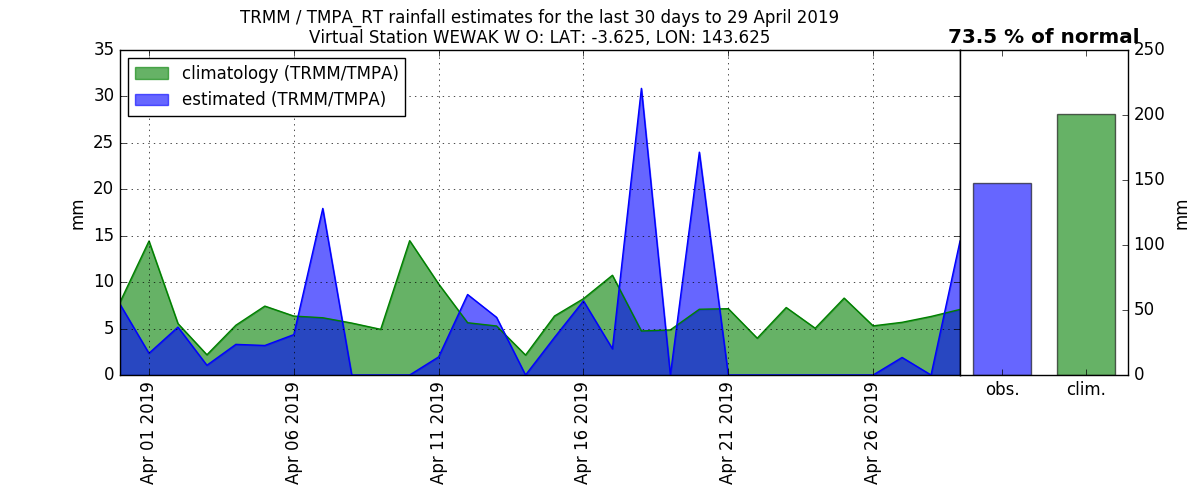 TRMM / TMPA_RT rainfall estimates for the last 30 days to 29 April 2019
Virtual Station WEWAK W O: LAT: -3.625, LON: 143.625
73.5 % of normal
climatology (TRMM/TMPA)
estimated (TRMM/TMPA)
35
30
25
20
15
10
5
0
mm
Apr 01 2019
Apr 06 2019
Apr 11 2019
Apr 16 2019
Apr 21 2019
Apr 26 2019
250
200
150
100
50
0
mm
obs.
clim.